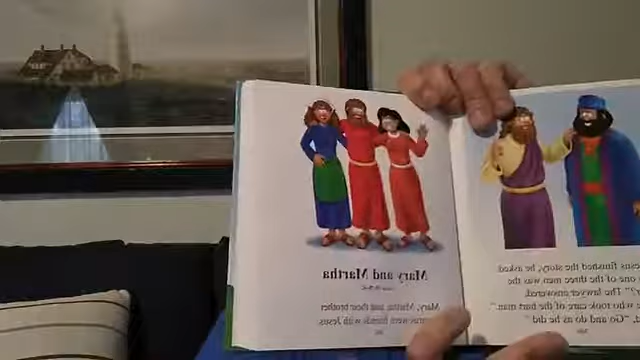 Mary and Martha
Mary, Martha, and their brother
were friends with Jesus.
finished the story, he asked,
one of the three men was the
The lawyer answered,
who took care of the hurt man."
"Go and do as he did."